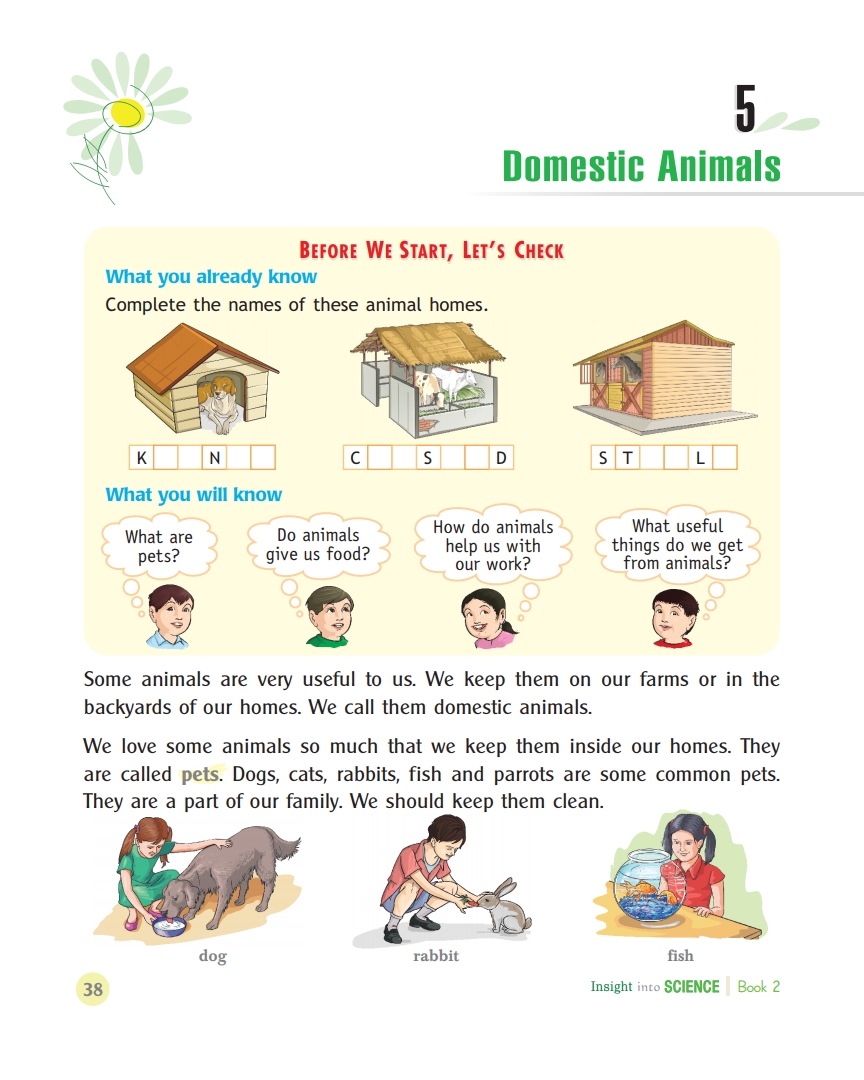 5
Domestic Animals
BEFORE WE START, LET'S CHECK
What you already know
Complete the names of these animal homes.
K N
C S D
S T L
What you will know
What are
pets?
Do animals
give us food?
How do animals
help us with
our work?
What useful
things do we get
from animals?
Some animals are very useful to us. We keep them on our farms or in the
backyards of our homes. We call them domestic animals.
We love some animals so much that we keep them inside our homes. They
are called pets. Dogs, cats, rabbits, fish and parrots are some common pets.
They are a part of our family. We should keep them clean.
dog
rabbit
fish
38
Insight into SCIENCE Book 2